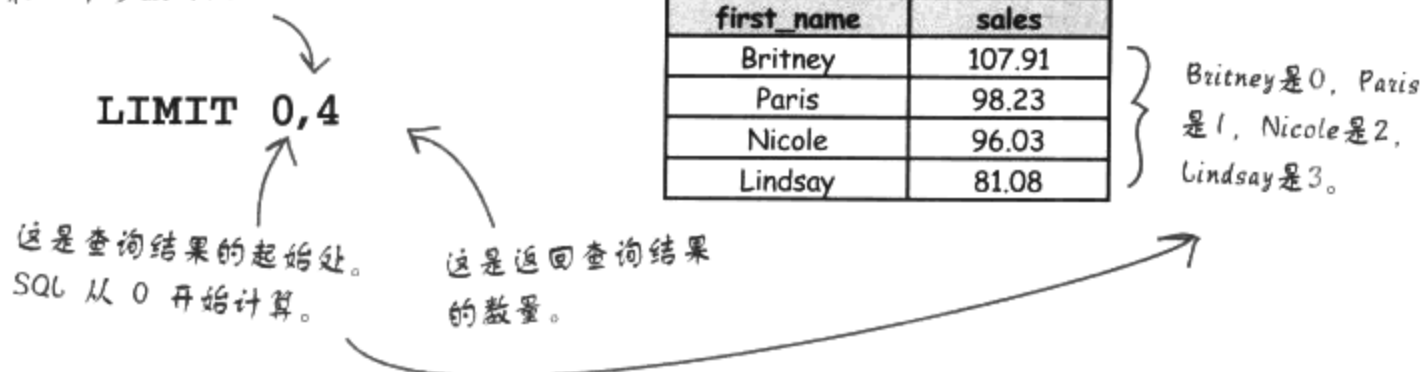 LIMIT 0,4
这是查询结果的起始处。
SQL 从 0 开始计算。
这是返回查询结果
的数量。
first_name sales
Britney 107.91
Paris 98.23
Nicole 96.03
Lindsay 81.08
Britney是0，Paris
是1，Nicole是2，
Lindsay是3。